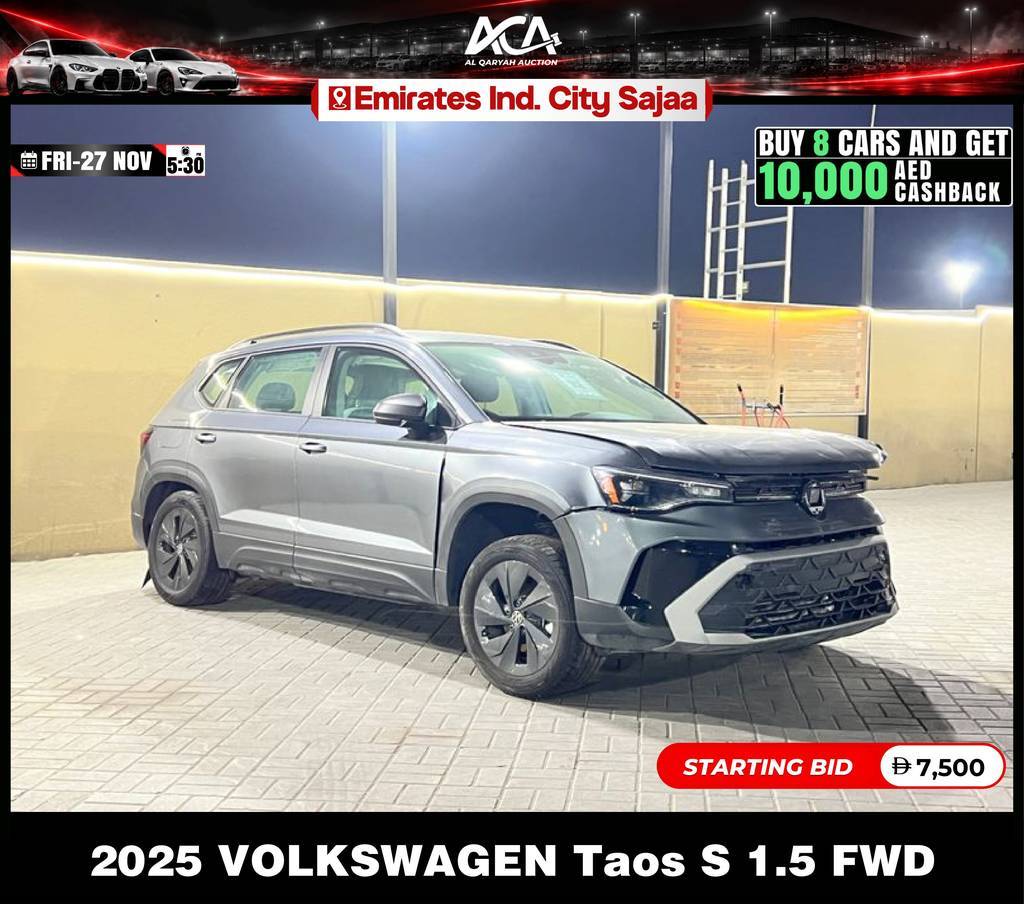 ACA
AL QARYAH AUCTION
Emirates Ind. City Sajaa
FRI-27 NOV 5:30
BUY 8 CARS AND GET
10,000 AED CASHBACK
STARTING BID 7,500
2025 VOLKSWAGEN Taos S 1.5 FWD